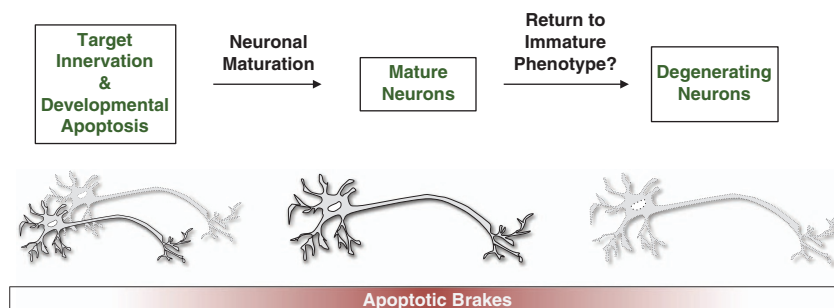 Target
Innervation
&
Developmental
Apoptosis
Neuronal
Maturation
Mature
Neurons
Return to
Immature
Phenotype?
Degenerating
Neurons
Apoptotic Brakes